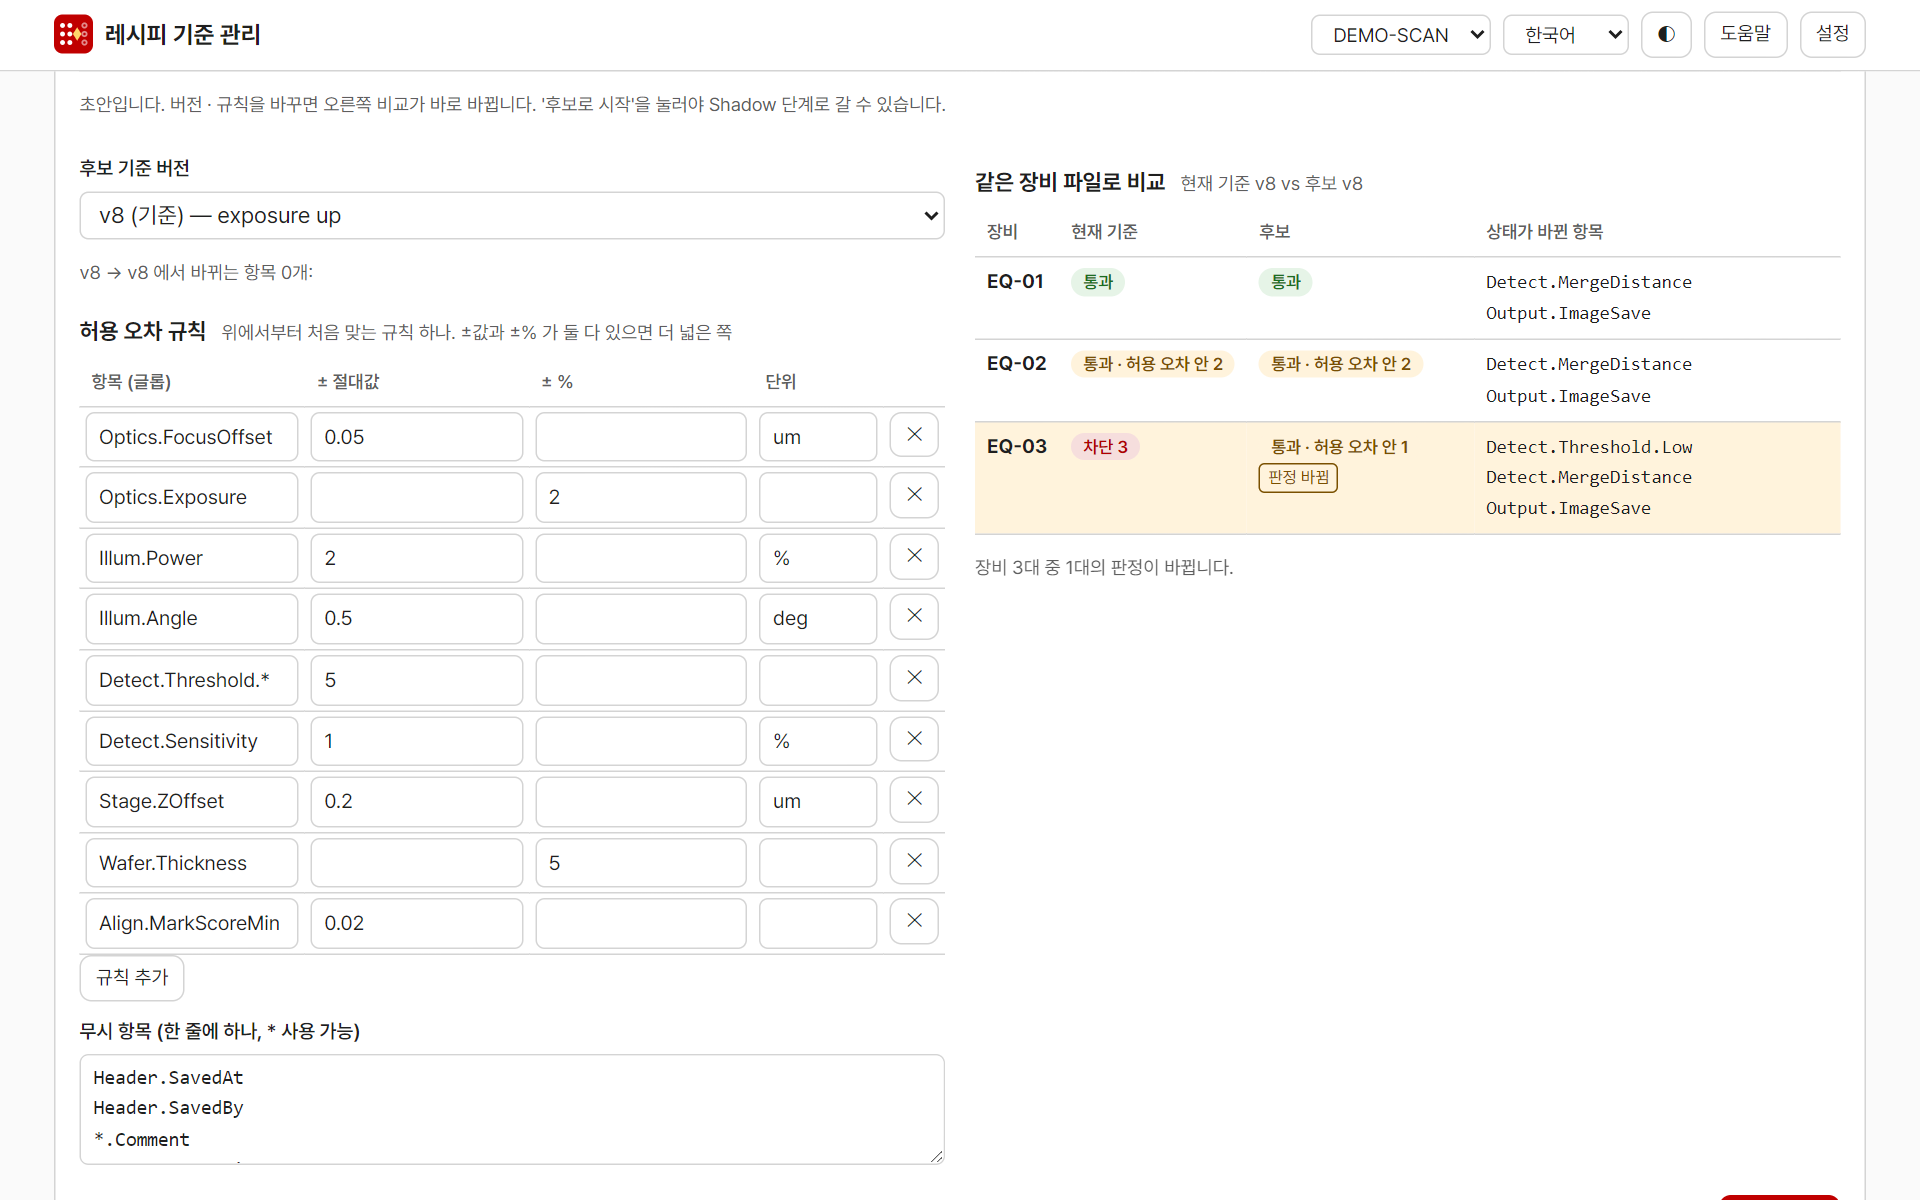 레시피 기준 관리
DEMO-SCAN
한국어
도움말
설정
초안입니다. 버전 · 규칙을 바꾸면 오른쪽 비교가 바로 바뀝니다. '후보로 시작'을 눌러야 Shadow 단계로 갈 수 있습니다.
후보 기준 버전
v8 (기준) — exposure up
v8 → v8 에서 바뀌는 항목 0개:
허용 오차 규칙 위에서부터 처음 맞는 규칙 하나. ±값과 ±% 가 둘 다 있으면 더 넓은 쪽
항목 (글롭) ± 절대값 ± % 단위
Optics.FocusOffset 0.05 um
Optics.Exposure 2
Illum.Power 2 %
Illum.Angle 0.5 deg
Detect.Threshold.* 5
Detect.Sensitivity 1 %
Stage.ZOffset 0.2 um
Wafer.Thickness 5
Align.MarkScoreMin 0.02
규칙 추가
무시 항목 (한 줄에 하나, * 사용 가능)
Header.SavedAt
Header.SavedBy
*.Comment
같은 장비 파일로 비교 현재 기준 v8 vs 후보 v8
장비 현재 기준 후보 상태가 바뀐 항목
EQ-01 통과 통과 Detect.MergeDistance
Output.ImageSave
EQ-02 통과 · 허용 오차 안 2 통과 · 허용 오차 안 2 Detect.MergeDistance
Output.ImageSave
EQ-03 차단 3 통과 · 허용 오차 안 1 Detect.Threshold.Low
판정 바뀜 Detect.MergeDistance
Output.ImageSave
장비 3대 중 1대의 판정이 바뀝니다.